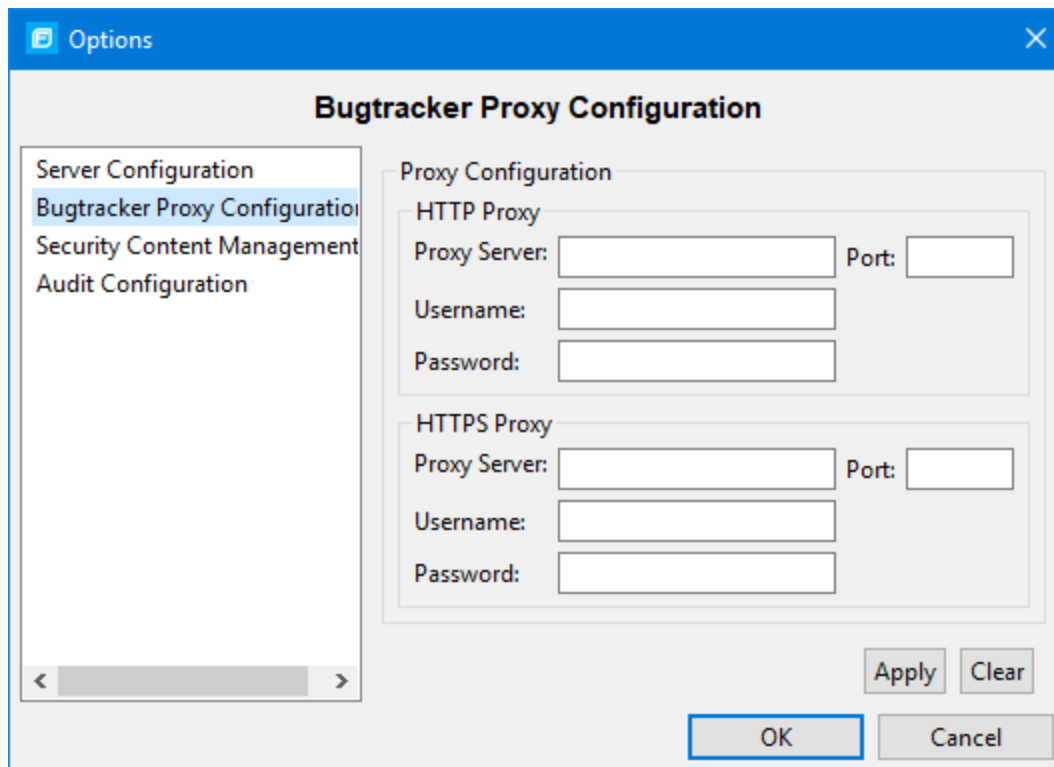 Options
Bugtracker Proxy Configuration
Server Configuration
Bugtracker Proxy Configuration
Security Content Management
Audit Configuration
Proxy Configuration
HTTP Proxy
Proxy Server: Port:
Username:
Password:
HTTPS Proxy
Proxy Server: Port:
Username:
Password:
Apply Clear
OK Cancel